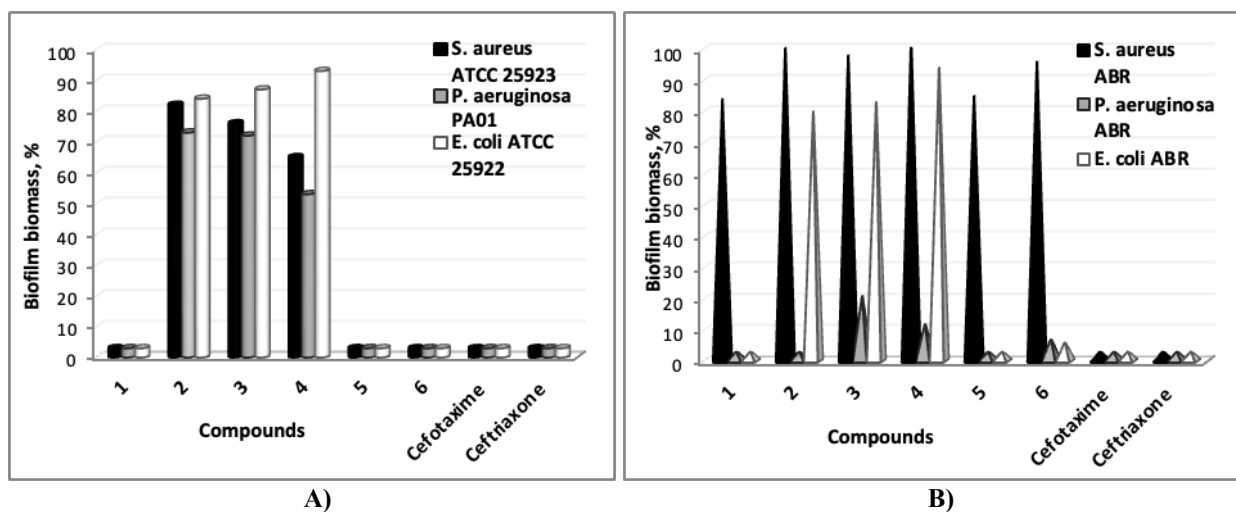 100
90
80
70
60
50
40
30
20
10
0
Biofilm biomass, %
S. aureus
ATCC 25923
P. aeruginosa
PA01
E. coli ATCC
25922
1
2
3
4
5
6
Cefotaxime
Ceftriaxone
Compounds
A)
100
90
80
70
60
50
40
30
20
10
0
Biofilm biomass, %
S. aureus
ABR
P. aeruginosa
ABR
E. coli ABR
1
2
3
4
5
6
Cefotaxime
Ceftriaxone
Compounds
B)